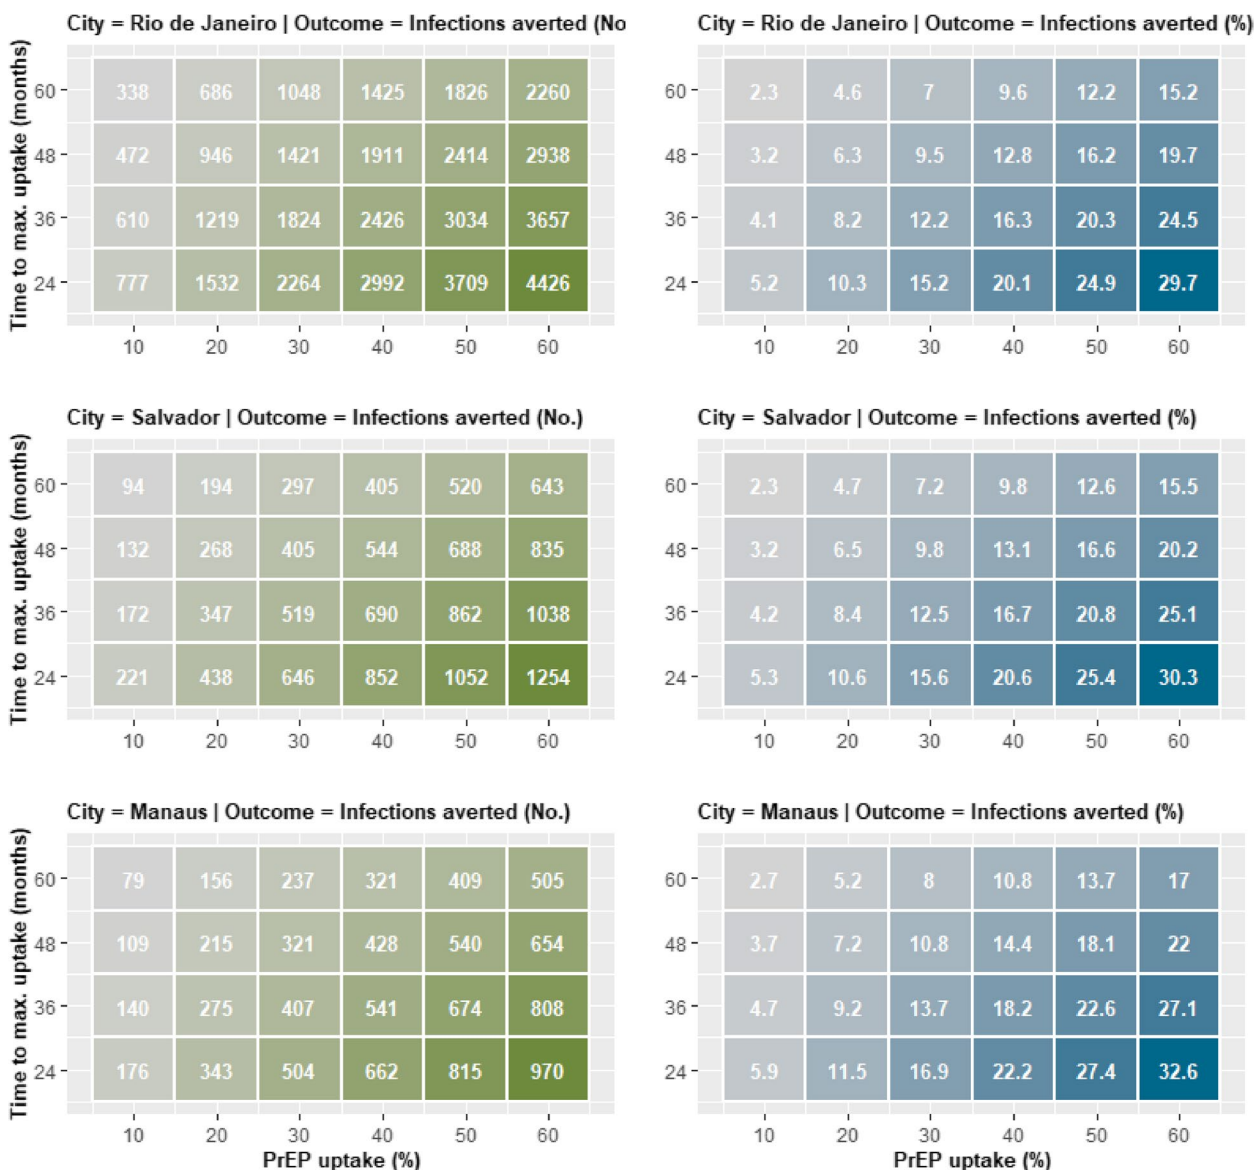 City = Rio de Janeiro | Outcome = Infections averted (No
City = Rio de Janeiro | Outcome = Infections averted (%)
Time to max. uptake (months)
60 338 686 1048 1425 1826 2260
48 472 946 1421 1911 2414 2938
36 610 1219 1824 2426 3034 3657
24 777 1532 2264 2992 3709 4426
10 20 30 40 50 60
60 2.3 4.6 7 9.6 12.2 15.2
48 3.2 6.3 9.5 12.8 16.2 19.7
36 4.1 8.2 12.2 16.3 20.3 24.5
24 5.2 10.3 15.2 20.1 24.9 29.7
10 20 30 40 50 60
City = Salvador | Outcome = Infections averted (No.)
City = Salvador | Outcome = Infections averted (%)
Time to max. uptake (months)
60 94 194 297 405 520 643
48 132 268 405 544 688 835
36 172 347 519 690 862 1038
24 221 438 646 852 1052 1254
10 20 30 40 50 60
60 2.3 4.7 7.2 9.8 12.6 15.5
48 3.2 6.5 9.8 13.1 16.6 20.2
36 4.2 8.4 12.5 16.7 20.8 25.1
24 5.3 10.6 15.6 20.6 25.4 30.3
10 20 30 40 50 60
City = Manaus | Outcome = Infections averted (No.)
City = Manaus | Outcome = Infections averted (%)
Time to max. uptake (months)
60 79 156 237 321 409 505
48 109 215 321 428 540 654
36 140 275 407 541 674 808
24 176 343 504 662 815 970
10 20 30 40 50 60
PrEP uptake (%)
60 2.7 5.2 8 10.8 13.7 17
48 3.7 7.2 10.8 14.4 18.1 22
36 4.7 9.2 13.7 18.2 22.6 27.1
24 5.9 11.5 16.9 22.2 27.4 32.6
10 20 30 40 50 60
PrEP uptake (%)